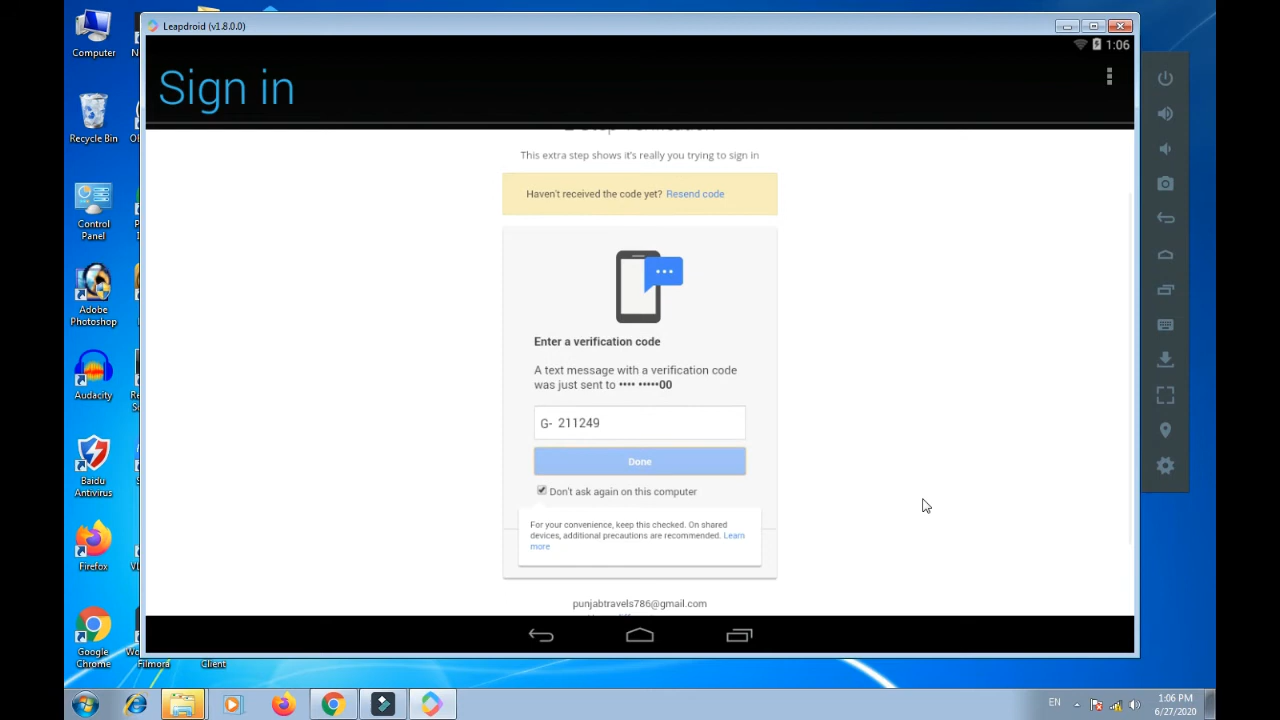 Leapdroid (v1.8.0.0)
1:06
Sign in
This extra step shows it's really you trying to sign in
Haven't received the code yet? Resend code
Enter a verification code
A text message with a verification code
was just sent to •••• •••••00
G- 211249
Done
Don't ask again on this computer
For your convenience, keep this checked. On shared
devices, additional precautions are recommended. Learn
more
punjabtravels786@gmail.com
Computer
Recycle Bin
Control
Panel
Adobe
Photoshop
Audacity
Baidu
Antivirus
Firefox
Google
Chrome
Filmora
Client
EN
1:06 PM
6/27/2020